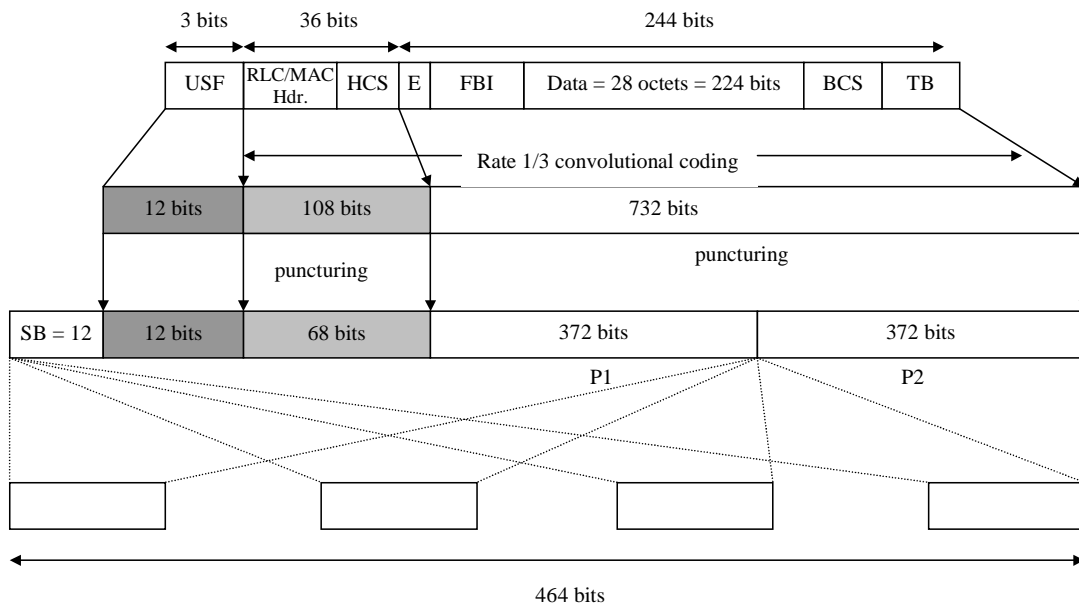 3 bits 36 bits 244 bits
USF RLC/MAC Hdr. HCS E FBI Data = 28 octets = 224 bits BCS TB
Rate 1/3 convolutional coding
12 bits 108 bits 732 bits
puncturing puncturing
SB = 12 12 bits 68 bits 372 bits 372 bits
P1 P2
464 bits